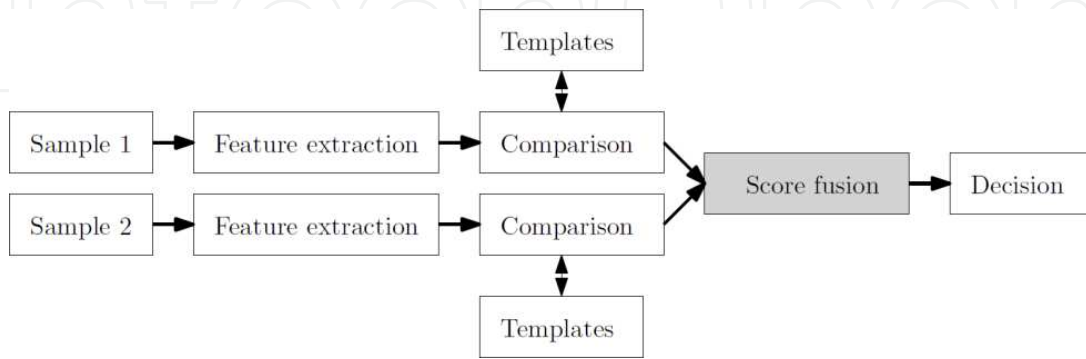 Templates
Sample 1
Feature extraction
Comparison
Score fusion
Decision
Sample 2
Feature extraction
Comparison
Templates